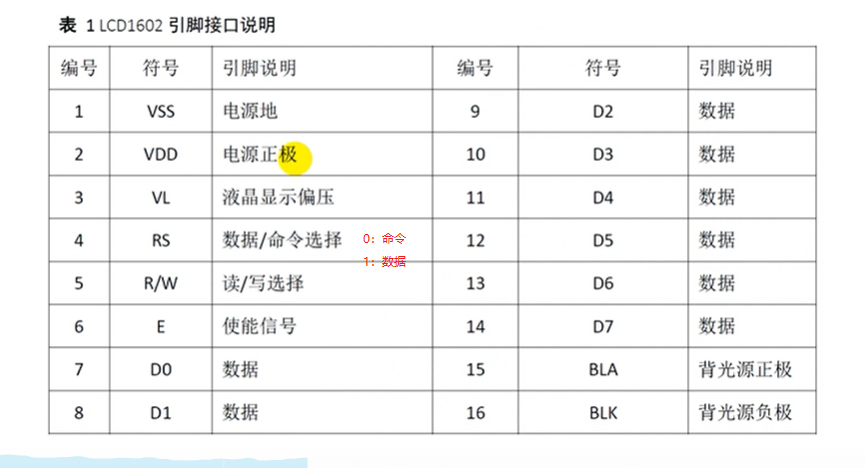 表 1 LCD1602 引脚接口说明
编号 符号 引脚说明 编号 符号 引脚说明
1 VSS 电源地 9 D2 数据
2 VDD 电源正极 10 D3 数据
3 VL 液晶显示偏压 11 D4 数据
4 RS 数据/命令选择 0：命令 12 D5 数据
1：数据
5 R/W 读/写选择 13 D6 数据
6 E 使能信号 14 D7 数据
7 D0 数据 15 BLA 背光源正极
8 D1 数据 16 BLK 背光源负极